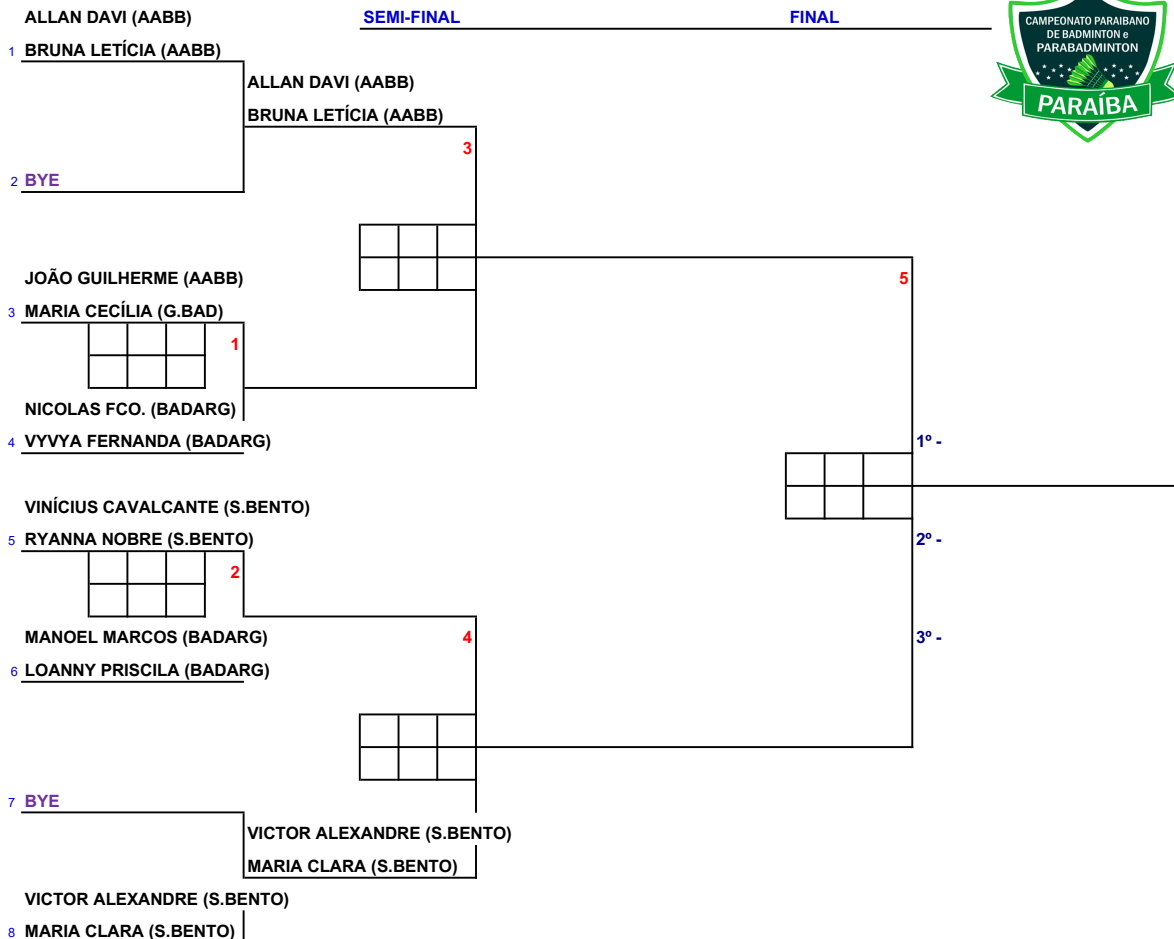 ALLAN DAVI (AABB)
SEMI-FINAL
FINAL
CAMPEONATO PARAIBANO
DE BADMINTON e
PARABADMINTON
PARAÍBA
1 BRUNA LETÍCIA (AABB)
ALLAN DAVI (AABB)
BRUNA LETÍCIA (AABB)
3
2 BYE
JOÃO GUILHERME (AABB)
5
3 MARIA CECÍLIA (G.BAD)
1
NICOLAS FCO. (BADARG)
4 VYVYA FERNANDA (BADARG)
1º -
VINÍCIUS CAVALCANTE (S.BENTO)
5 RYANNA NOBRE (S.BENTO)
2º -
2
MANOEL MARCOS (BADARG)
4
3º -
6 LOANNY PRISCILA (BADARG)
7 BYE
VICTOR ALEXANDRE (S.BENTO)
MARIA CLARA (S.BENTO)
VICTOR ALEXANDRE (S.BENTO)
8 MARIA CLARA (S.BENTO)